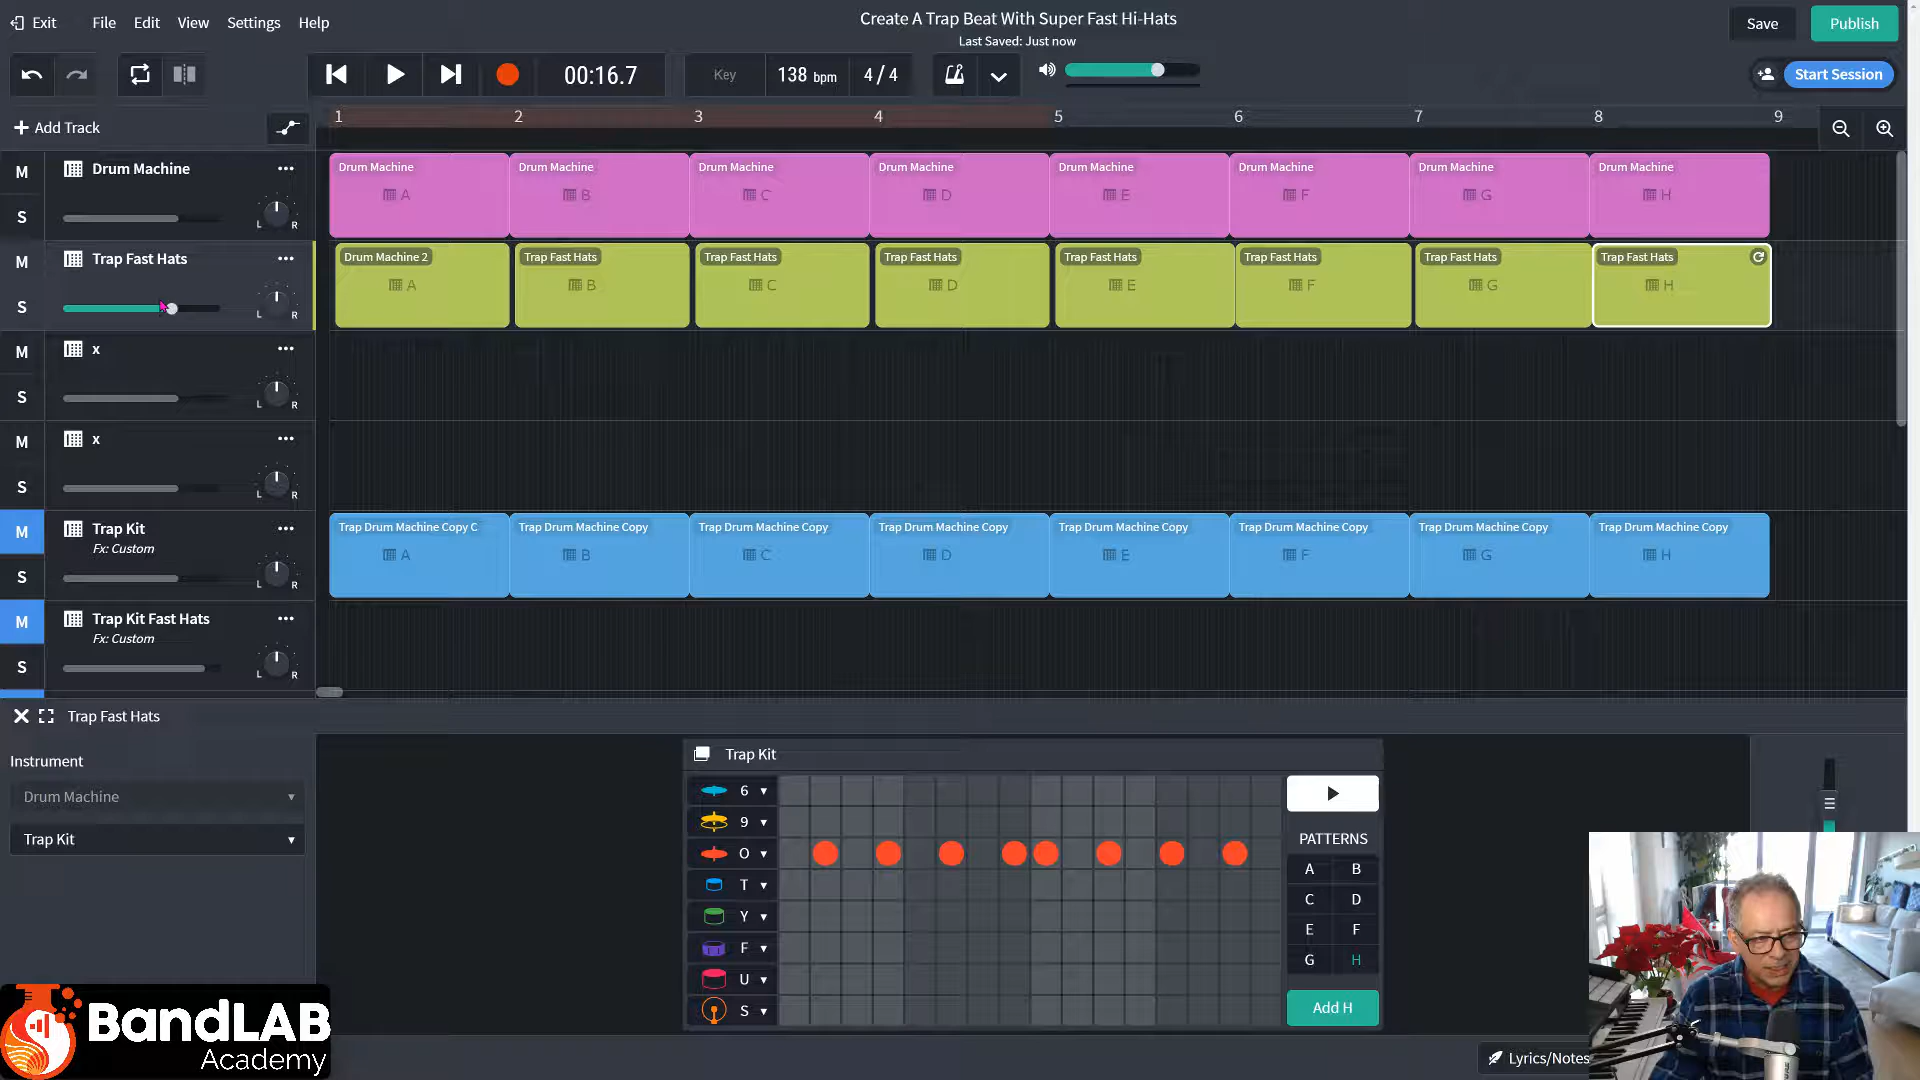 Exit File Edit View Settings Help
Create A Trap Beat With Super Fast Hi-Hats
Last Saved: Just now
Save Publish
00:16.7 Key 138 bpm 4 / 4
Start Session
Add Track
1 2 3 4 5 6 7 8 9
M Drum Machine
S L R
Drum Machine Drum Machine Drum Machine Drum Machine Drum Machine Drum Machine Drum Machine Drum Machine
A B C D E F G H
M Trap Fast Hats
S L R
Drum Machine 2 Trap Fast Hats Trap Fast Hats Trap Fast Hats Trap Fast Hats Trap Fast Hats Trap Fast Hats Trap Fast Hats
A B C D E F G H
M x
S L R
M x
S L R
M Trap Kit
Fx: Custom
S L R
Trap Drum Machine Copy C Trap Drum Machine Copy Trap Drum Machine Copy Trap Drum Machine Copy Trap Drum Machine Copy Trap Drum Machine Copy Trap Drum Machine Copy Trap Drum Machine Copy
A B C D E F G H
M Trap Kit Fast Hats
Fx: Custom
S L R
Trap Fast Hats
Instrument
Drum Machine
Trap Kit
Trap Kit
6
9
O
T
Y
F
U
S
PATTERNS
A B
C D
E F
G H
Add H
Lyrics/Notes
BandLAB
Academy